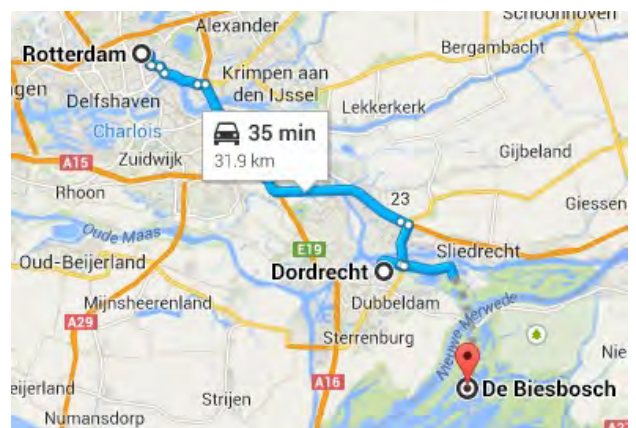 Schoonhoven
Alexander
Rotterdam
Bergambacht
Krimpen aan
den IJssel
gen
Delfshaven
Lekkerkerk
Charlois
35 min
31.9 km
A15
Zuidwijk
Gijbeland
Rhoon
23
Giessen
Oude Maas
E19
Sliedrecht
Oud-Beijerland
Dordrecht
Mijnsheerenland
Dubbeldam
Nieuwe Merwede
A29
Sterrenburg
Nie
A16
De Biesbosch
eijerland
Strijen
Numansdorp
A27